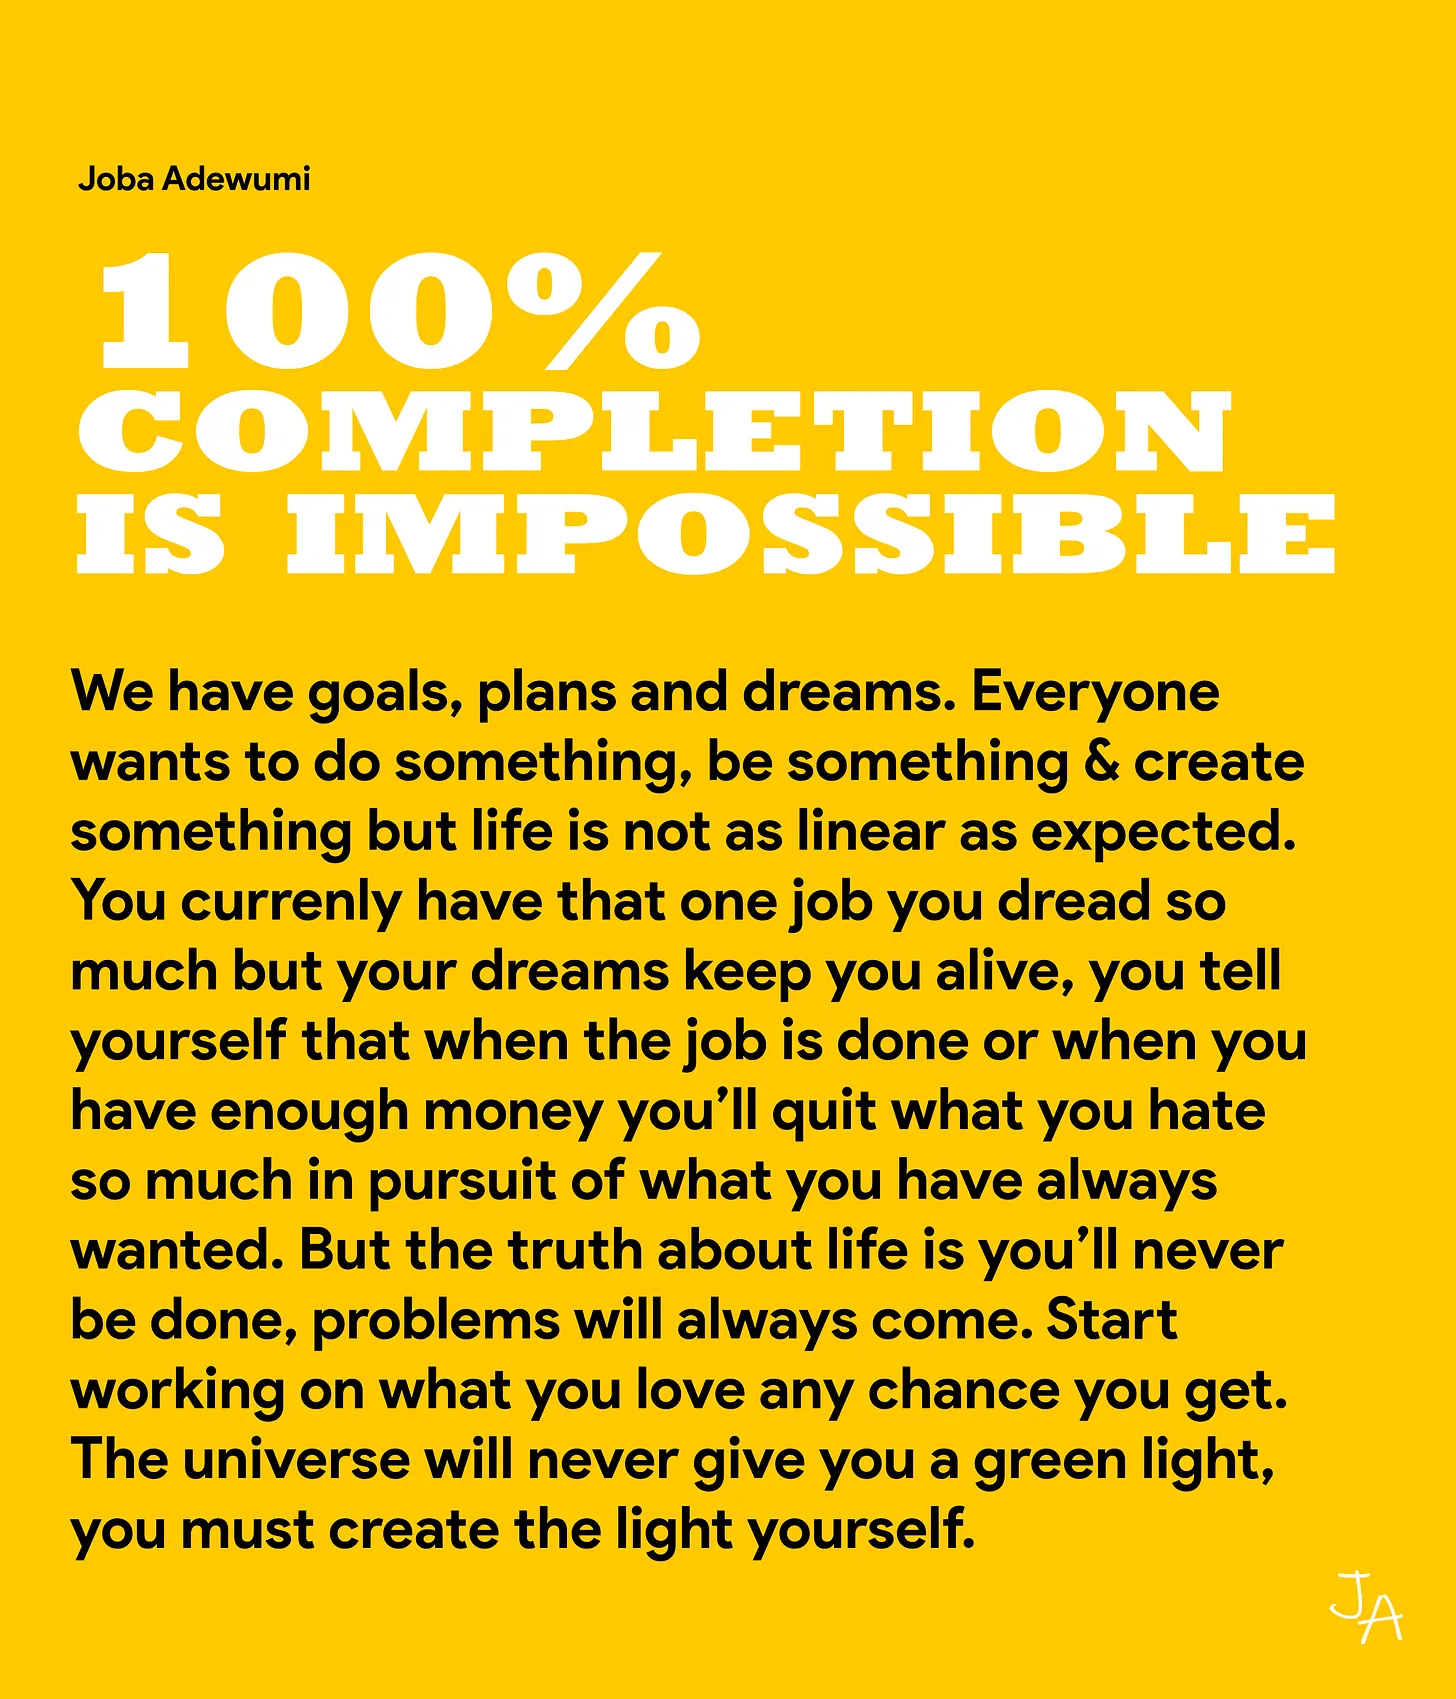 Joba Adewumi
100%
COMPLETION
IS IMPOSSIBLE
We have goals, plans and dreams. Everyone
wants to do something, be something & create
something but life is not as linear as expected.
You currenly have that one job you dread so
much but your dreams keep you alive, you tell
yourself that when the job is done or when you
have enough money you’ll quit what you hate
so much in pursuit of what you have always
wanted. But the truth about life is you’ll never
be done, problems will always come. Start
working on what you love any chance you get.
The universe will never give you a green light,
you must create the light yourself.
JA